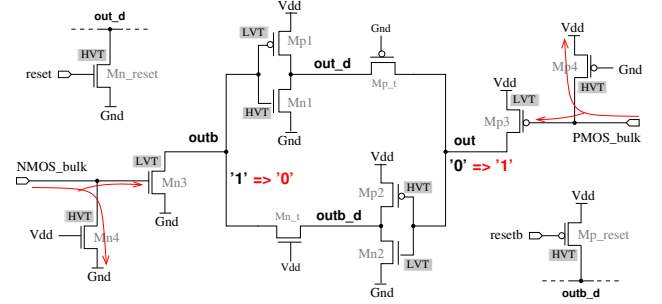 out_d
HVT
reset
Mn_reset
Gnd
Vdd
LVT
Mp1
out_d
HVT
Mn1
Gnd
Gnd
Mp_t
Vdd
Mp4
Gnd
HVT
Vdd
LVT
Mp3
PMOS_bulk
outb
out
'1' => '0'
'0' => '1'
NMOS_bulk
LVT
Mn3
Gnd
HVT
Vdd
Mn4
Gnd
Vdd
Mp2
HVT
outb_d
Mn_t
Vdd
Mn2
LVT
Gnd
Vdd
resetb
Mp_reset
HVT
outb_d